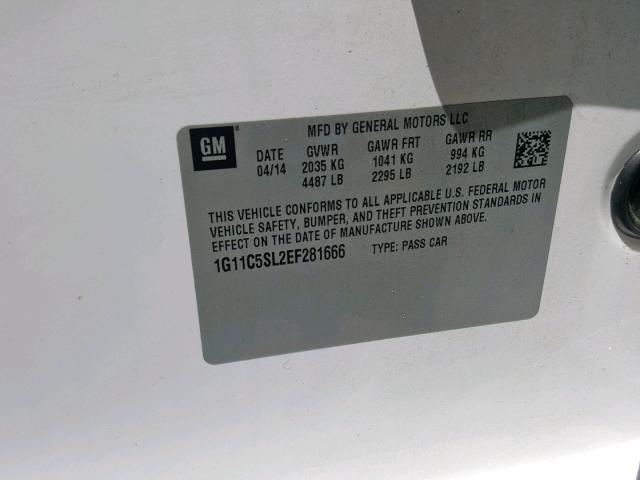 GM
MFD BY GENERAL MOTORS LLC
DATE GVWR GAWR FRT GAWR RR
04/14 2035 KG 1041 KG 994 KG
4487 LB 2295 LB 2192 LB
THIS VEHICLE CONFORMS TO ALL APPLICABLE U.S. FEDERAL MOTOR
VEHICLE SAFETY, BUMPER, AND THEFT PREVENTION STANDARDS IN
EFFECT ON THE DATE OF MANUFACTURE SHOWN ABOVE.
1G11C5SL2EF281666 TYPE: PASS CAR